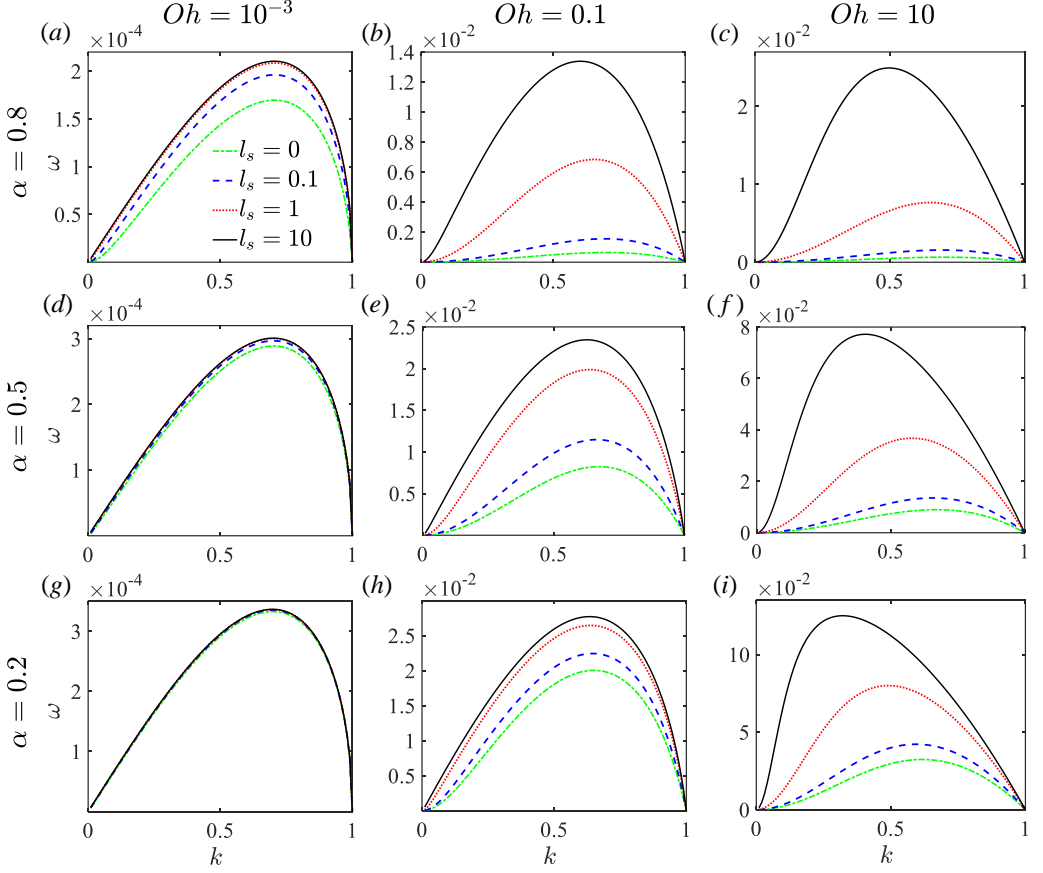 Oh = 10⁻³
Oh = 0.1
Oh = 10
(a)
×10⁻⁴
(b)
×10⁻²
(c)
×10⁻²
α = 0.8
ω
2
1.5
1
0.5
0
0.5
1
k
l_s = 0
l_s = 0.1
l_s = 1
l_s = 10
1.4
1.2
1.0
0.8
0.6
0.4
0.2
0
0.5
1
2
0
0
0.5
1
(d)
×10⁻⁴
(e)
×10⁻²
(f)
×10⁻²
α = 0.5
ω
3
2
1
0
0.5
1
2.5
2
1.5
1
0.5
0
0.5
1
8
6
4
2
0
0
0.5
1
(g)
×10⁻⁴
(h)
×10⁻²
(i)
×10⁻²
α = 0.2
ω
3
2
1
0
0.5
1
k
2.5
2
1.5
1
0.5
0
0.5
1
k
10
5
0
0
0.5
1
k